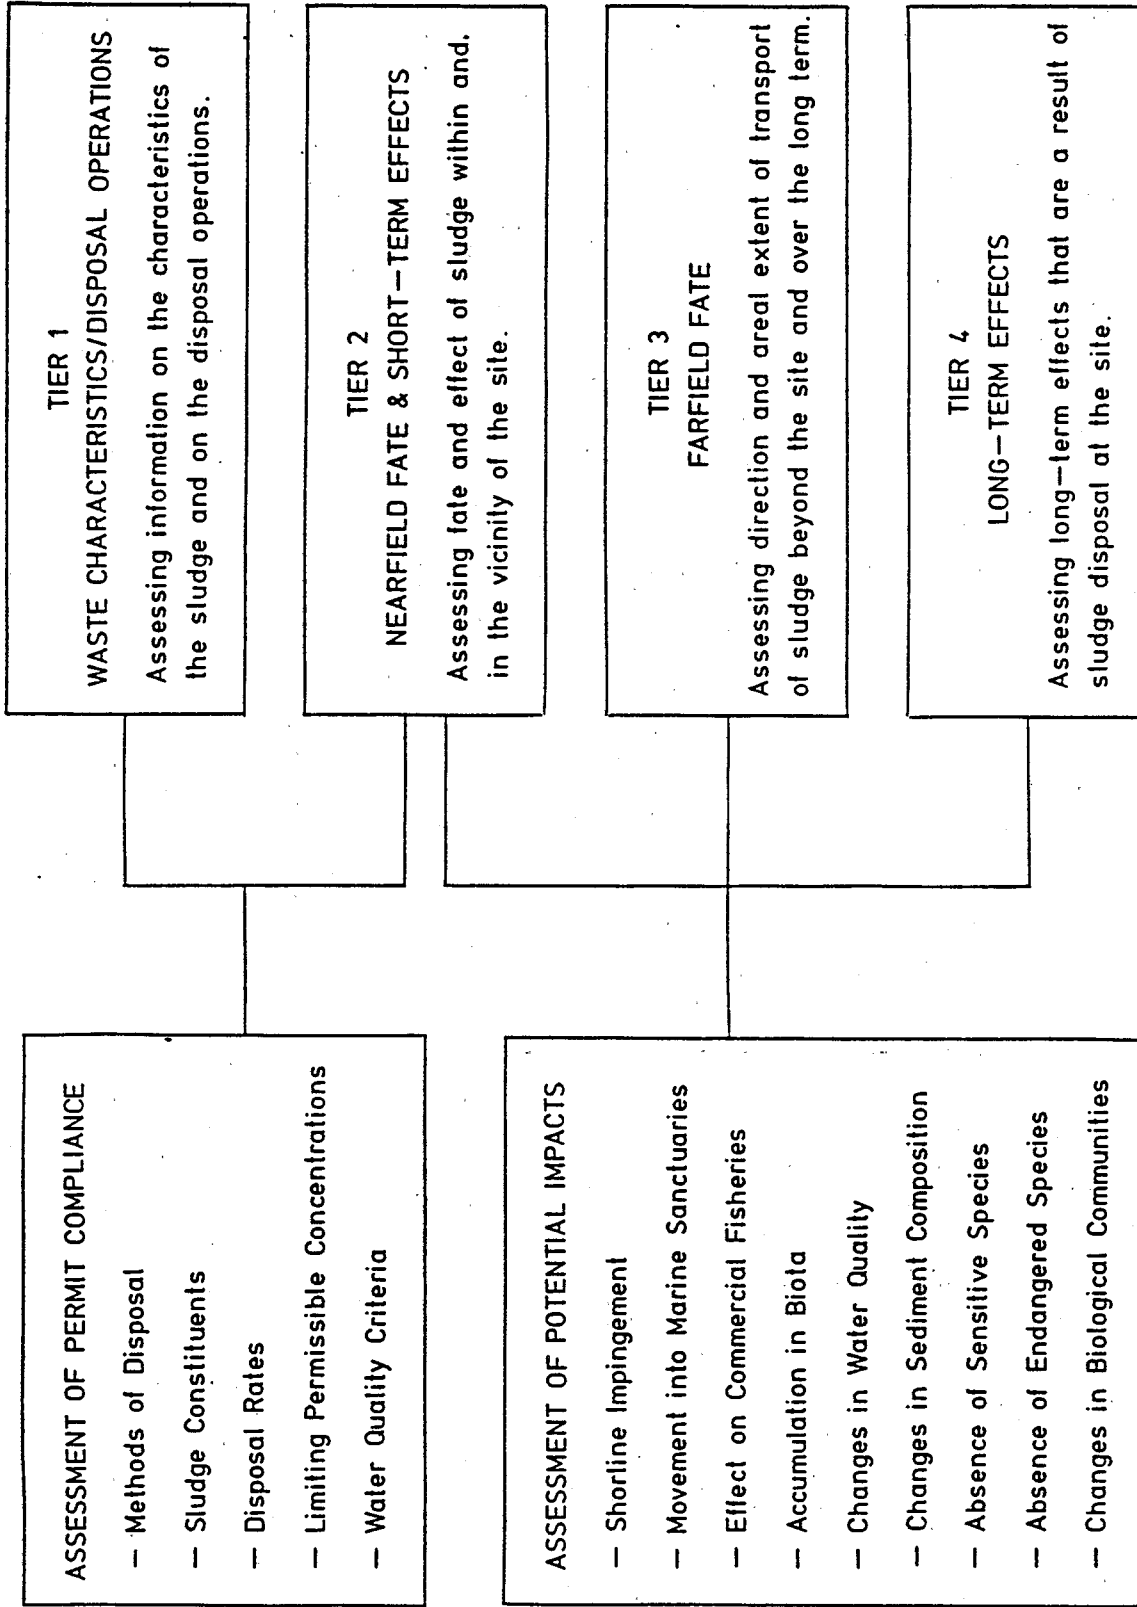 ASSESSMENT OF PERMIT COMPLIANCE
— Methods of Disposal
— Sludge Constituents
— Disposal Rates
— Limiting Permissible Concentrations
— Water Quality Criteria
ASSESSMENT OF POTENTIAL IMPACTS
— Shorline Impingement
— Movement into Marine Sanctuaries
— Effect on Commercial Fisheries
— Accumulation in Biota
— Changes in Water Quality
— Changes in Sediment Composition
— Absence of Sensitive Species
— Absence of Endangered Species
— Changes in Biological Communities
TIER 1
WASTE CHARACTERISTICS/DISPOSAL OPERATIONS
Assessing information on the characteristics of
the sludge and on the disposal operations.
TIER 2
NEARFIELD FATE & SHORT—TERM EFFECTS
Assessing fate and effect of sludge within and.
in the vicinity of the site.
TIER 3
FARFIELD FATE
Assessing direction and areal extent of transport
of sludge beyond the site and over the long term.
TIER 4
LONG—TERM EFFECTS
Assessing long—term effects that are a result of
sludge disposal at the site.